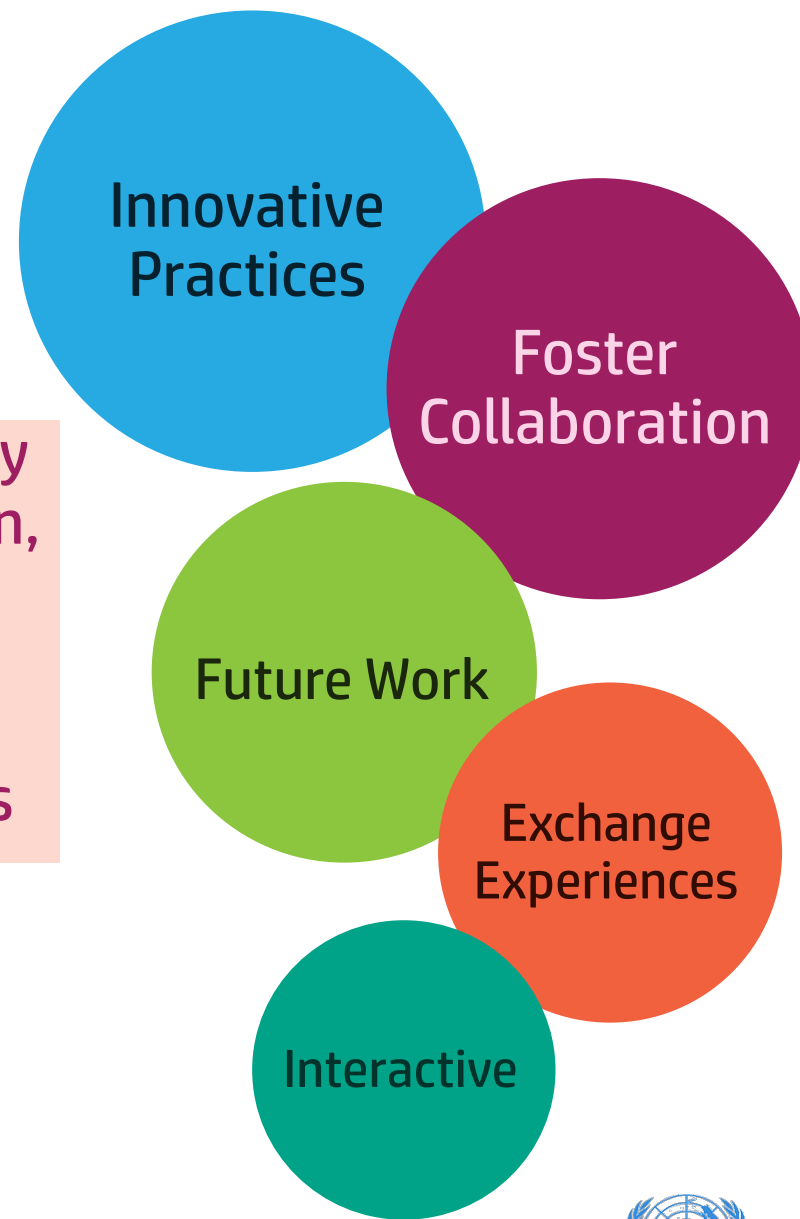 Innovative
Practices
Foster
Collaboration
y
n,
s
Future Work
Exchange
Experiences
Interactive